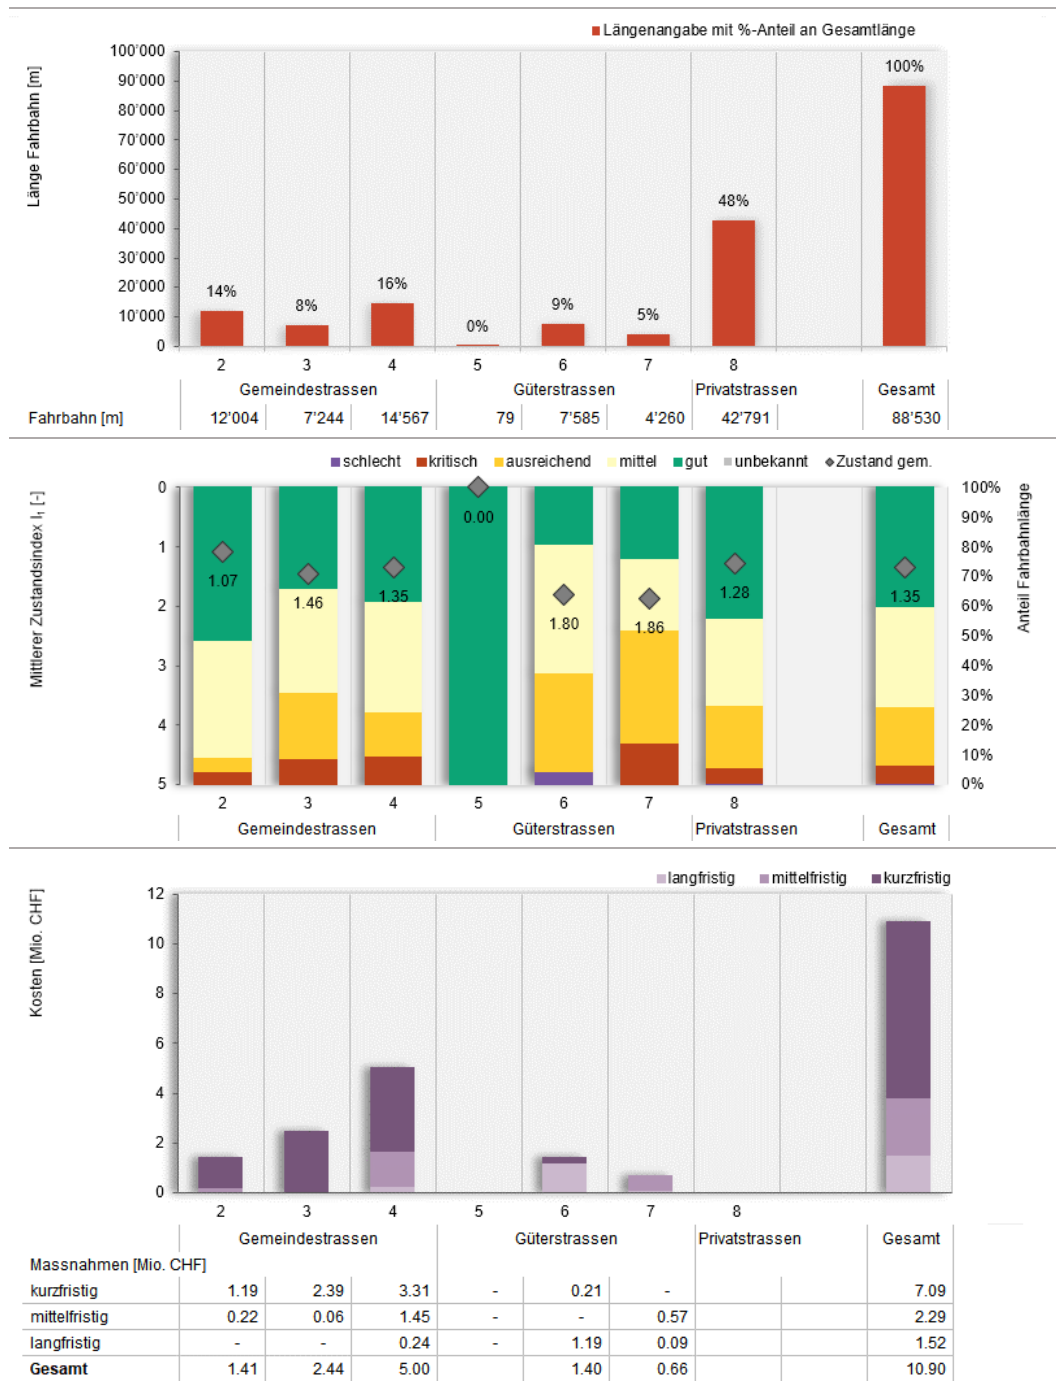 Längenangabe mit %-Anteil an Gesamtlänge
Länge Fahrbahn [m]
100'000
90'000
80'000
70'000
60'000
50'000
40'000
30'000
20'000
10'000
0
14%
8%
16%
0%
9%
5%
48%
100%
2 3 4 5 6 7 8
Gemeindestrassen Güterstrassen Privatstrassen Gesamt
Fahrbahn [m] 12'004 7'244 14'567 79 7'585 4'260 42'791 88'530
schlecht kritisch ausreichend mittel gut unbekannt Zustand gem.
Mittlerer Zustandsindex I₁ [-]
0
1
2
3
4
5
1.07
1.46
1.35
0.00
1.80
1.86
1.28
1.35
100%
90%
80%
70%
60%
50%
40%
30%
20%
10%
0%
Anteil Fahrbahnlänge
2 3 4 5 6 7 8
Gemeindestrassen Güterstrassen Privatstrassen Gesamt
langfristig mittelfristig kurzfristig
Kosten [Mio. CHF]
12
10
8
6
4
2
0
2 3 4 5 6 7 8
Gemeindestrassen Güterstrassen Privatstrassen Gesamt
Massnahmen [Mio. CHF]
kurzfristig 1.19 2.39 3.31 - 0.21 - 7.09
mittelfristig 0.22 0.06 1.45 - - 0.57 2.29
langfristig - - 0.24 - 1.19 0.09 1.52
Gesamt 1.41 2.44 5.00 1.40 0.66 10.90